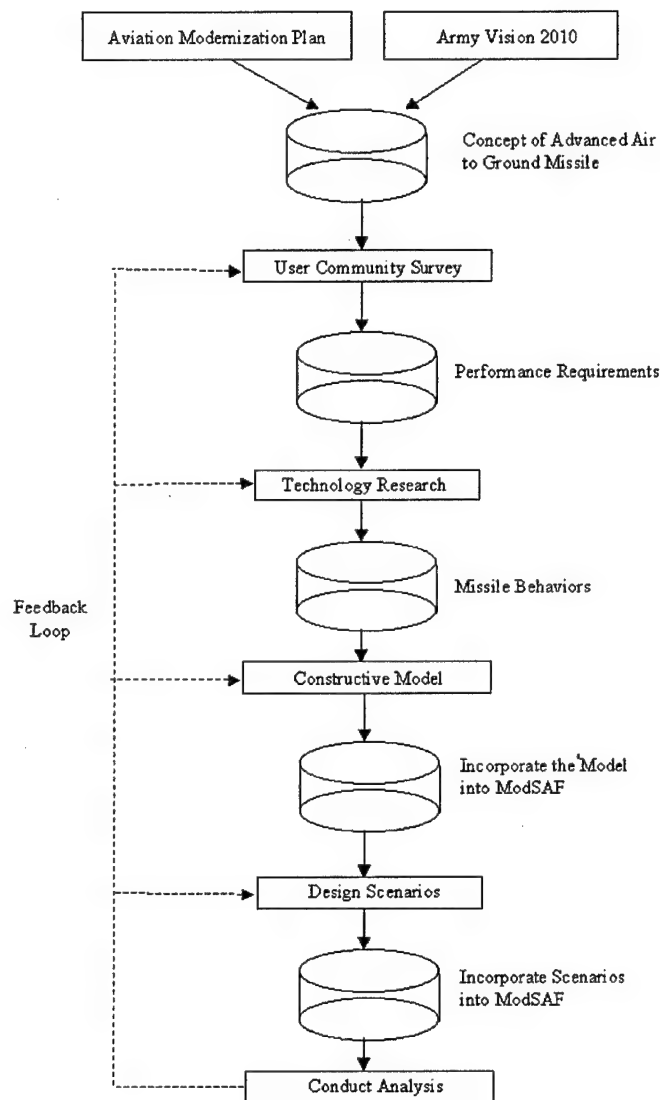 Aviation Modernization Plan
Army Vision 2010
Concept of Advanced Air
to Ground Missile
User Community Survey
Performance Requirements
Technology Research
Missile Behaviors
Feedback
Loop
Constructive Model
Incorporate the Model
into ModSAF
Design Scenarios
Incorporate Scenarios
into ModSAF
Conduct Analysis